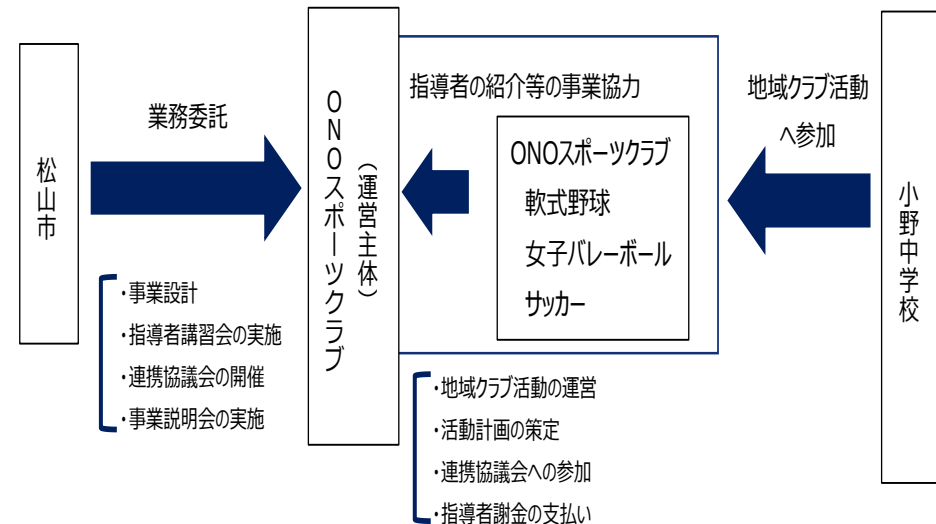 松山市
業務委託
・事業設計
・指導者講習会の実施
・連携協議会の開催
・事業説明会の実施
ONOスポーツクラブ
（運営主体）
指導者の紹介等の事業協力
ONOスポーツクラブ
軟式野球
女子バレーボール
サッカー
・地域クラブ活動の運営
・活動計画の策定
・連携協議会への参加
・指導者謝金の支払い
地域クラブ活動
へ参加
小野中学校